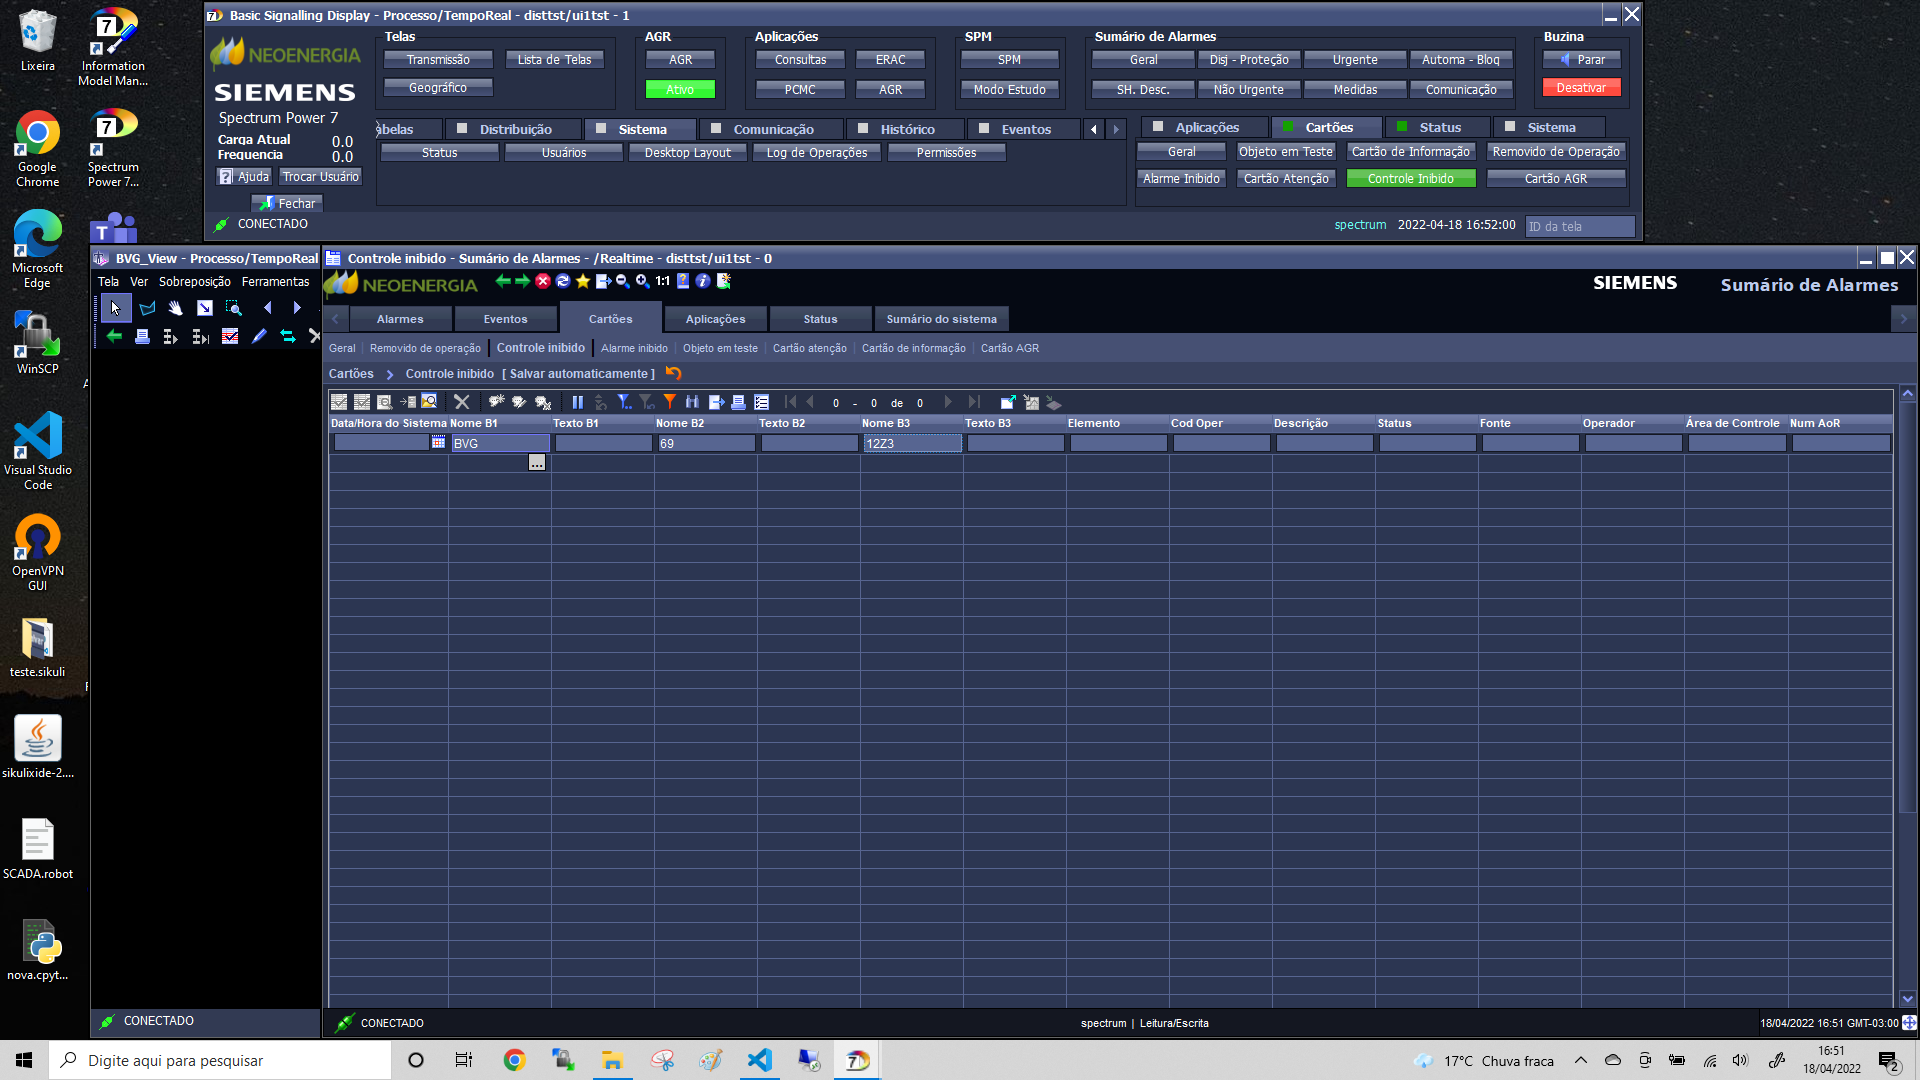 Lixeira
Information
Model Man...
Google
Chrome
Spectrum
Power 7...
Microsoft
Edge
WinSCP
Visual Studio
Code
OpenVPN
GUI
teste.sikuli
sikulixide-2....
SCADA.robot
nova.cpyt...
Basic Signalling Display - Processo/TempoReal - disttst/ui1tst - 1
NEOENERGIA
SIEMENS
Spectrum Power 7
Carga Atual 0.0
Frequencia 0.0
Ajuda Trocar Usuário
Fechar
CONECTADO
Telas
Transmissão Lista de Telas
Geográfico
AGR
AGR
Ativo
Aplicações
Consultas ERAC
PCMC AGR
SPM
SPM
Modo Estudo
Sumário de Alarmes
Geral Disj - Proteção Urgente Automa - Bloq
SH. Desc. Não Urgente Medidas Comunicação
Buzina
Parar
Desativar
abelas Distribuição Sistema Comunicação Histórico Eventos
Status Usuários Desktop Layout Log de Operações Permissões
Aplicações Cartões Status Sistema
Geral Objeto em Teste Cartão de Informação Removido de Operação
Alarme Inibido Cartão Atenção Controle Inibido Cartão AGR
spectrum 2022-04-18 16:52:00 ID da tela
BVG_View - Processo/TempoReal
Tela Ver Sobreposição Ferramentas
CONECTADO
Controle inibido - Sumário de Alarmes - /Realtime - disttst/ui1tst - 0
NEOENERGIA 1:1 SIEMENS Sumário de Alarmes
Alarmes Eventos Cartões Aplicações Status Sumário do sistema
Geral Removido de operação Controle inibido Alarme inibido Objeto em teste Cartão atenção Cartão de informação Cartão AGR
Cartões Controle inibido [ Salvar automaticamente ]
0 - 0 de 0
Data/Hora do Sistema Nome B1 Texto B1 Nome B2 Texto B2 Nome B3 Texto B3 Elemento Cod Oper Descrição Status Fonte Operador Área de Controle Num AoR
BVG 69 12Z3
...
CONECTADO spectrum | Leitura/Escrita 18/04/2022 16:51 GMT-03:00
Digite aqui para pesquisar
17°C Chuva fraca
16:51
18/04/2022
2